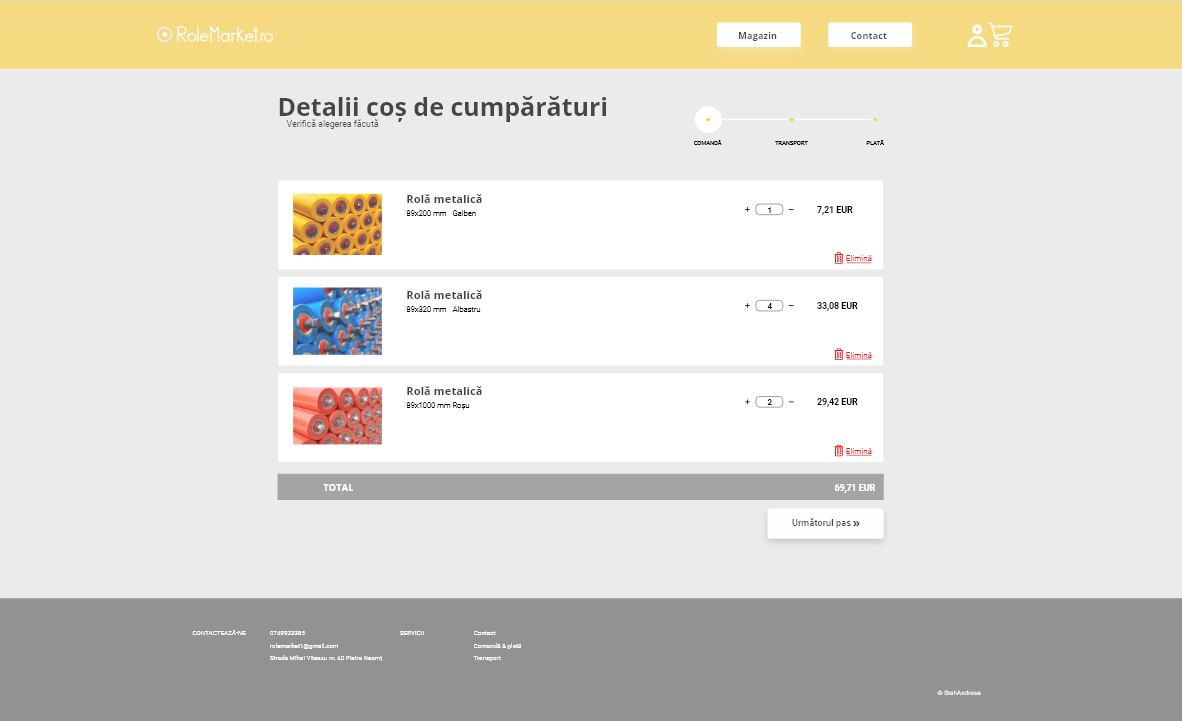 RoleMarket.ro
Magazin
Contact
Detalii coș de cumpărături
Verifică alegerea făcută
COMANDĂ
TRANSPORT
PLATĂ
Rolă metalică
89x200 mm Galben
+ 1 −
7,21 EUR
Elimină
Rolă metalică
89x320 mm Albastru
+ 4 −
33,08 EUR
Elimină
Rolă metalică
89x1000 mm Roșu
+ 2 −
29,42 EUR
Elimină
TOTAL
69,71 EUR
Următorul pas »
CONTACTEAZĂ-NE
0749933385
rolemarket1@gmail.com
Strada Mihai Viteazu nr. 40 Piatra Neamț
SERVICII
Contact
Comandă & plată
Transport
© StahAndreea